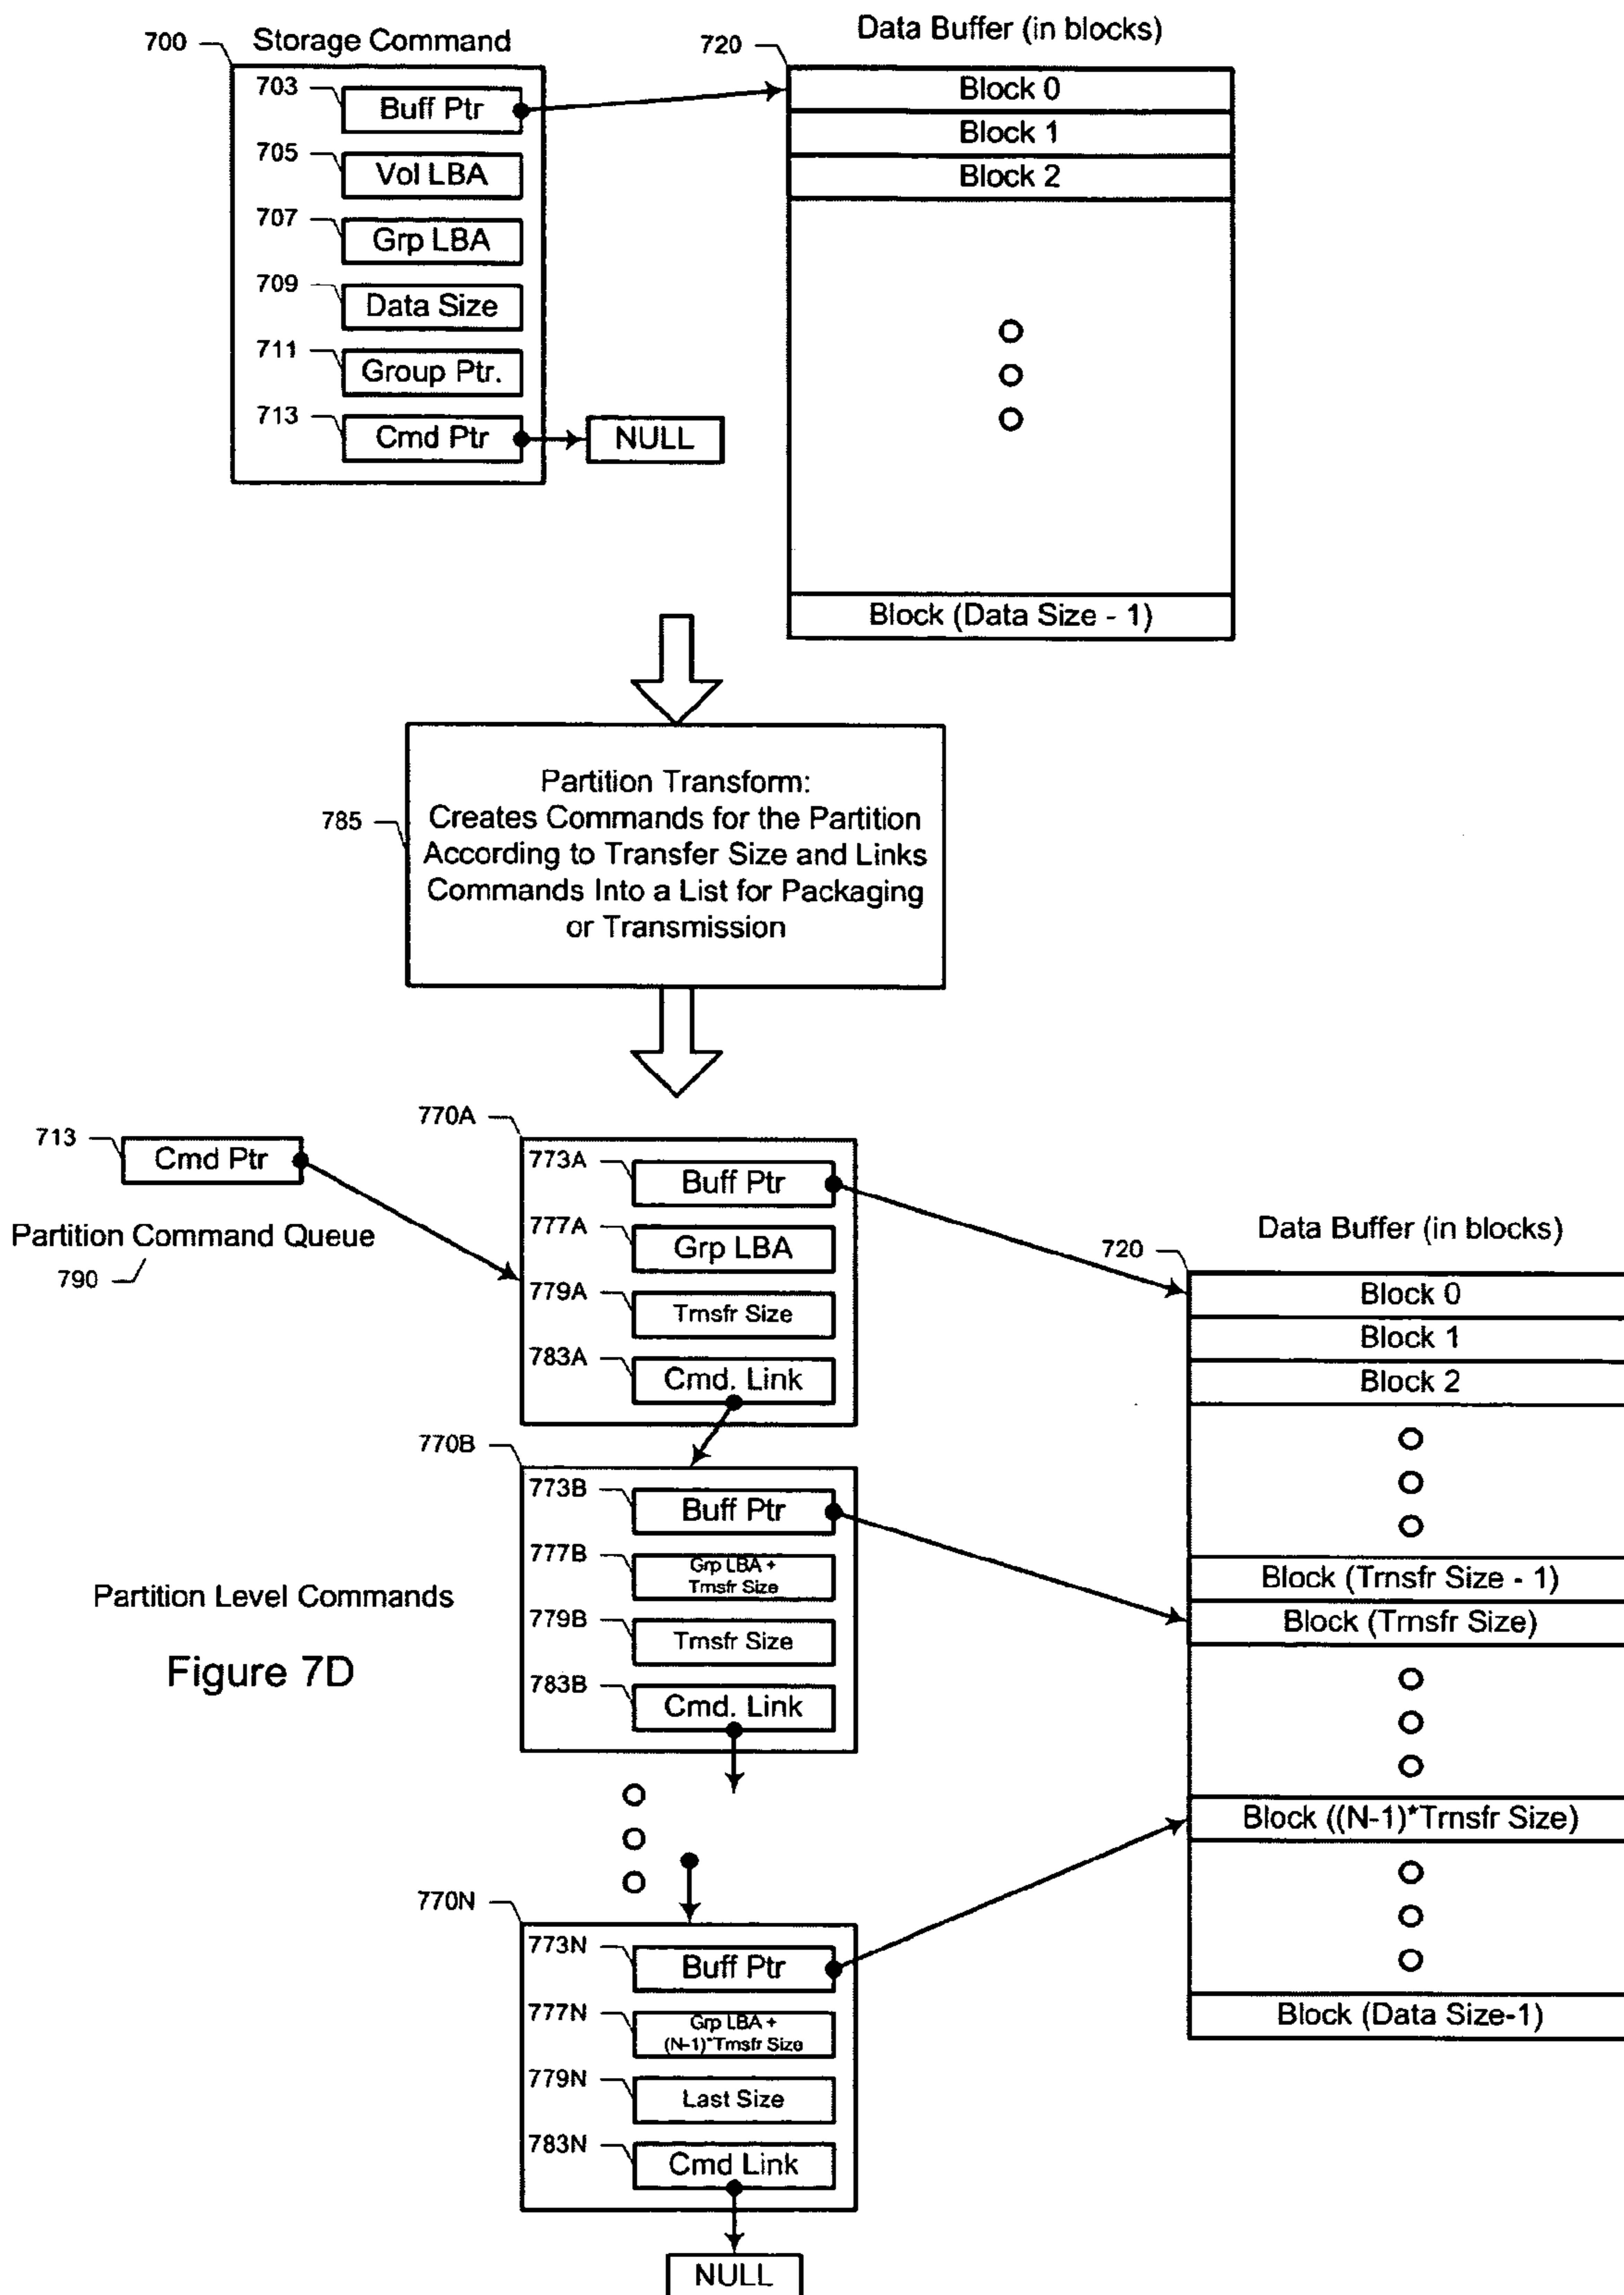 700
Storage Command
703
Buff Ptr
705
Vol LBA
707
Grp LBA
709
Data Size
711
Group Ptr.
713
Cmd Ptr
NULL
Data Buffer (in blocks)
720
Block 0
Block 1
Block 2
Block (Data Size - 1)
785
Partition Transform:
Creates Commands for the Partition
According to Transfer Size and Links
Commands Into a List for Packaging
or Transmission
713
Cmd Ptr
Partition Command Queue
790
770A
773A
Buff Ptr
777A
Grp LBA
779A
Trnsfr Size
783A
Cmd. Link
770B
773B
Buff Ptr
777B
Grp LBA +
Trnsfr Size
779B
Trnsfr Size
783B
Cmd. Link
Partition Level Commands
Figure 7D
770N
773N
Buff Ptr
777N
Grp LBA +
(N-1)*Trnsfr Size
779N
Last Size
783N
Cmd Link
NULL
Data Buffer (in blocks)
720
Block 0
Block 1
Block 2
Block (Trnsfr Size - 1)
Block (Trnsfr Size)
Block ((N-1)*Trnsfr Size)
Block (Data Size-1)